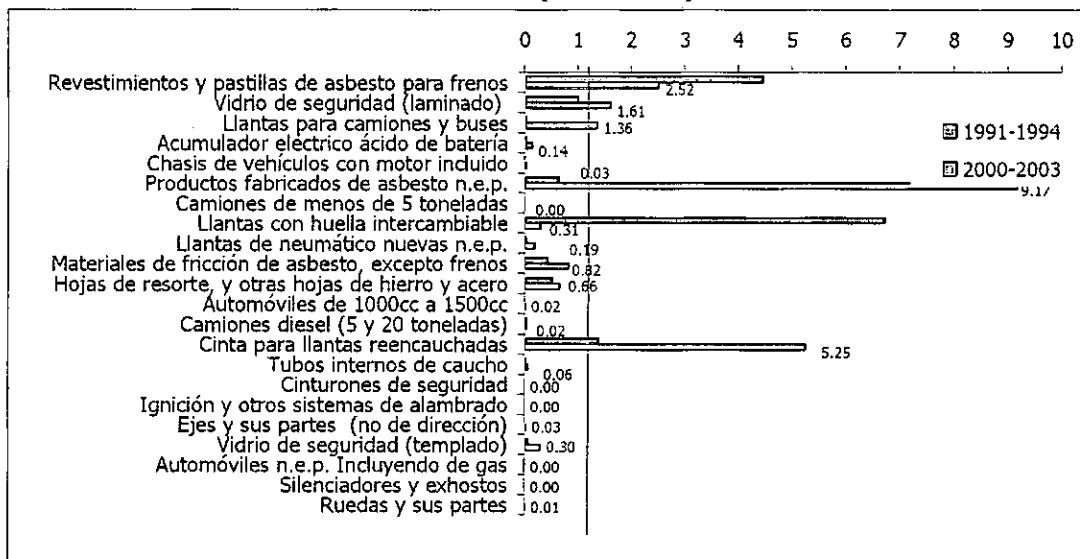 0 1 2 3 4 5 6 7 8 9 10
Revestimientos y pastillas de asbesto para frenos 2.52
Vidrio de seguridad (laminado) 1.61
Llantas para camiones y buses 1.36
Acumulador electrico ácido de batería 0.14
Chasis de vehículos con motor incluido 0.03
Productos fabricados de asbesto n.e.p. 9.17
Camiones de menos de 5 toneladas 0.00
Llantas con huella intercambiable 0.31
Llantas de neumático nuevas n.e.p. 0.19
Materiales de fricción de asbesto, excepto frenos 0.82
Hojas de resorte, y otras hojas de hierro y acero 0.66
Automóviles de 1000cc a 1500cc 0.02
Camiones diesel (5 y 20 toneladas) 0.02
Cinta para llantas reencauchadas 5.25
Tubos internos de caucho 0.06
Cinturones de seguridad 0.00
Ignición y otros sistemas de alambrado 0.00
Ejes y sus partes (no de dirección) 0.03
Vidrio de seguridad (templado) 0.30
Automóviles n.e.p. Incluyendo de gas 0.00
Silenciadores y exhostos 0.00
Ruedas y sus partes 0.01
1991-1994
2000-2003